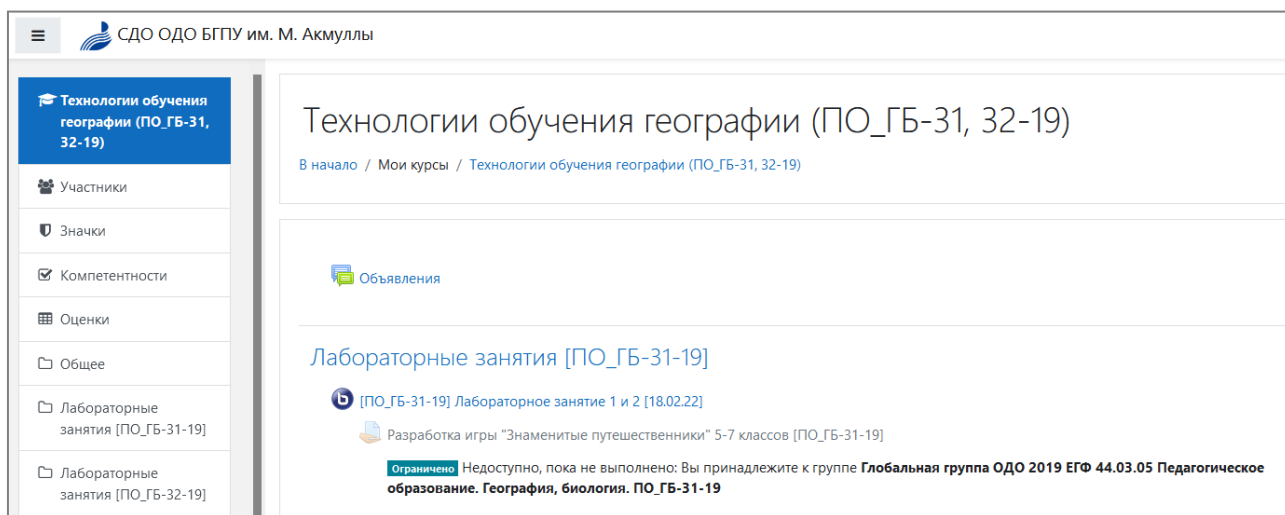 СДО ОДО БГПУ им. М. Акмуллы
Технологии обучения
географии (ПО_ГБ-31,
32-19)
Участники
Значки
Компетентности
Оценки
Общее
Лабораторные
занятия [ПО_ГБ-31-19]
Лабораторные
занятия [ПО_ГБ-32-19]
Технологии обучения географии (ПО_ГБ-31, 32-19)
В начало / Мои курсы / Технологии обучения географии (ПО_ГБ-31, 32-19)
Объявления
Лабораторные занятия [ПО_ГБ-31-19]
[ПО_ГБ-31-19] Лабораторное занятие 1 и 2 [18.02.22]
Разработка игры "Знаменитые путешественники" 5-7 классов [ПО_ГБ-31-19]
Ограничено Недоступно, пока не выполнено: Вы принадлежите к группе Глобальная группа ОДО 2019 ЕГФ 44.03.05 Педагогическое
образование. География, биология. ПО_ГБ-31-19